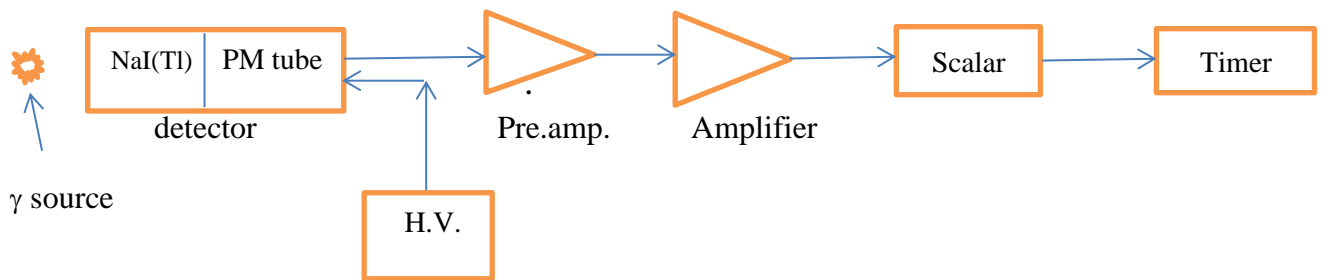 NaI(Tl)
PM tube
Scalar
Timer
detector
Pre.amp.
Amplifier
γ source
H.V.